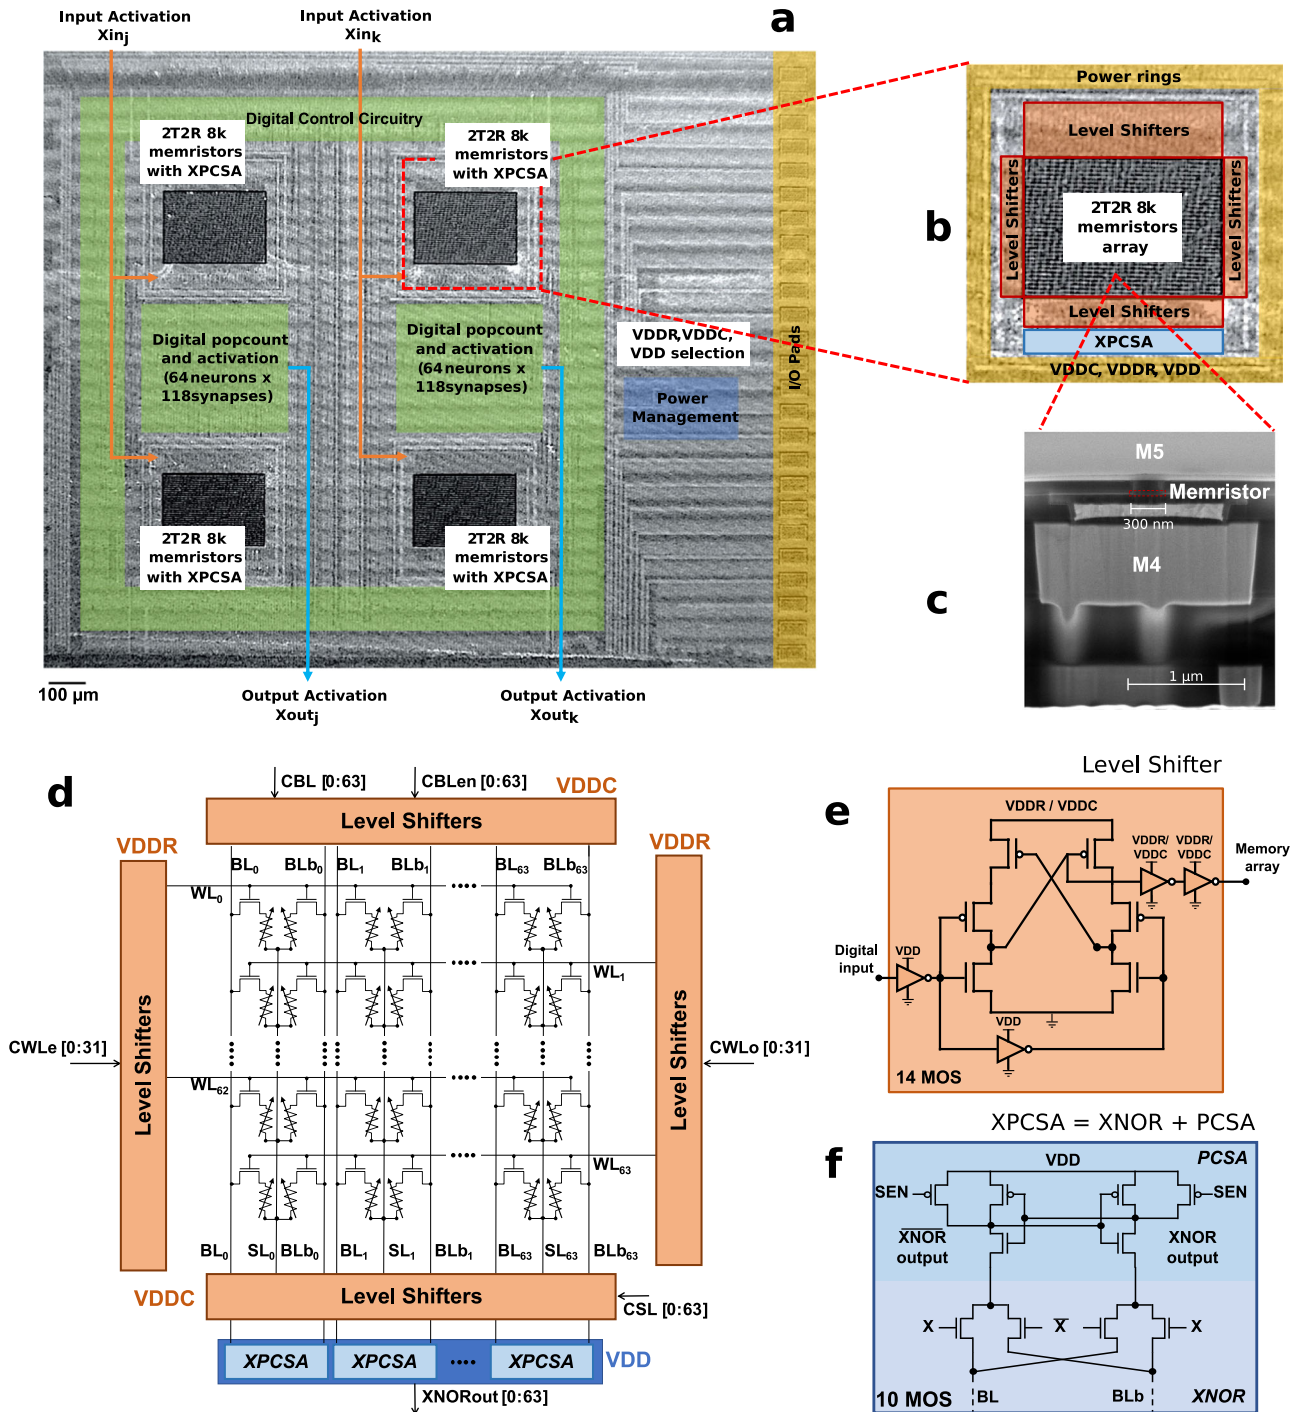 a
Input Activation
Xinj
Input Activation
Xink
Digital Control Circuitry
2T2R 8k
memristors
with XPCSA
2T2R 8k
memristors
with XPCSA
Digital popcount
and activation
(64neurons x
118synapses)
Digital popcount
and activation
(64neurons x
118synapses)
VDDR,VDDC,
VDD selection
Power
Management
I/O Pads
2T2R 8k
memristors
with XPCSA
2T2R 8k
memristors
with XPCSA
100 µm
Output Activation
Xoutj
Output Activation
Xoutk
b
Power rings
Level Shifters
Level Shifters
2T2R 8k
memristors
array
Level Shifters
Level Shifters
XPCSA
VDDC, VDDR, VDD
c
M5
Memristor
300 nm
M4
1 µm
d
CBL [0:63]
CBLen [0:63]
VDDC
Level Shifters
VDDR
VDDR
BL0
BLb0
BL1
BLb1
BL63
BLb63
WL0
WL1
Level Shifters
Level Shifters
CWLe [0:31]
CWLo [0:31]
WL62
WL63
BL0
SL0
BLb0
BL1
SL1
BLb1
BL63
SL63
BLb63
VDDC
Level Shifters
CSL [0:63]
XPCSA
XPCSA
XPCSA
VDD
XNORout [0:63]
Level Shifter
e
VDDR / VDDC
VDDR/
VDDC
VDDR/
VDDC
Memory
array
Digital
input
VDD
VDD
14 MOS
XPCSA = XNOR + PCSA
f
VDD
PCSA
SEN
SEN
XNOR
output
XNOR
output
X
X
X
BL
BLb
10 MOS
XNOR